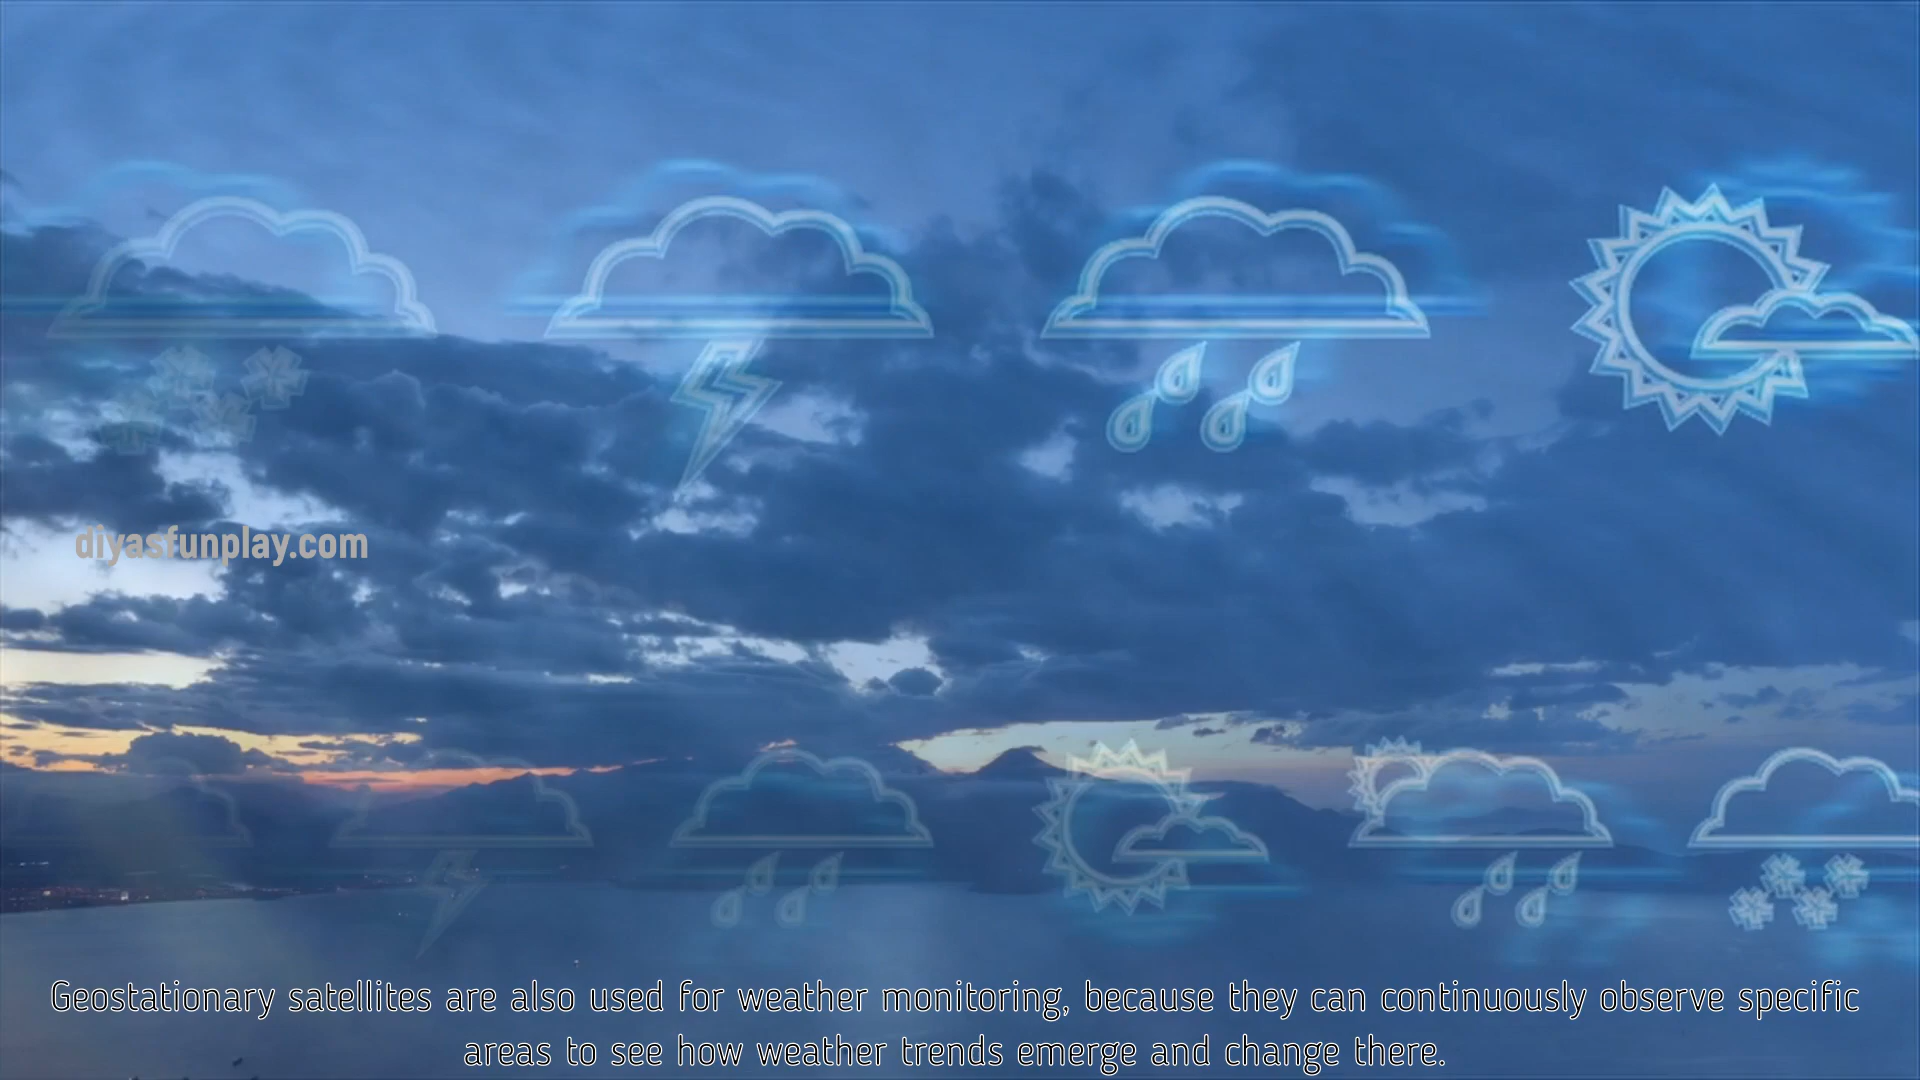 diyasfunplay.com
Geostationary satellites are also used for weather monitoring, because they can continuously observe specific
areas to see how weather trends emerge and change there.